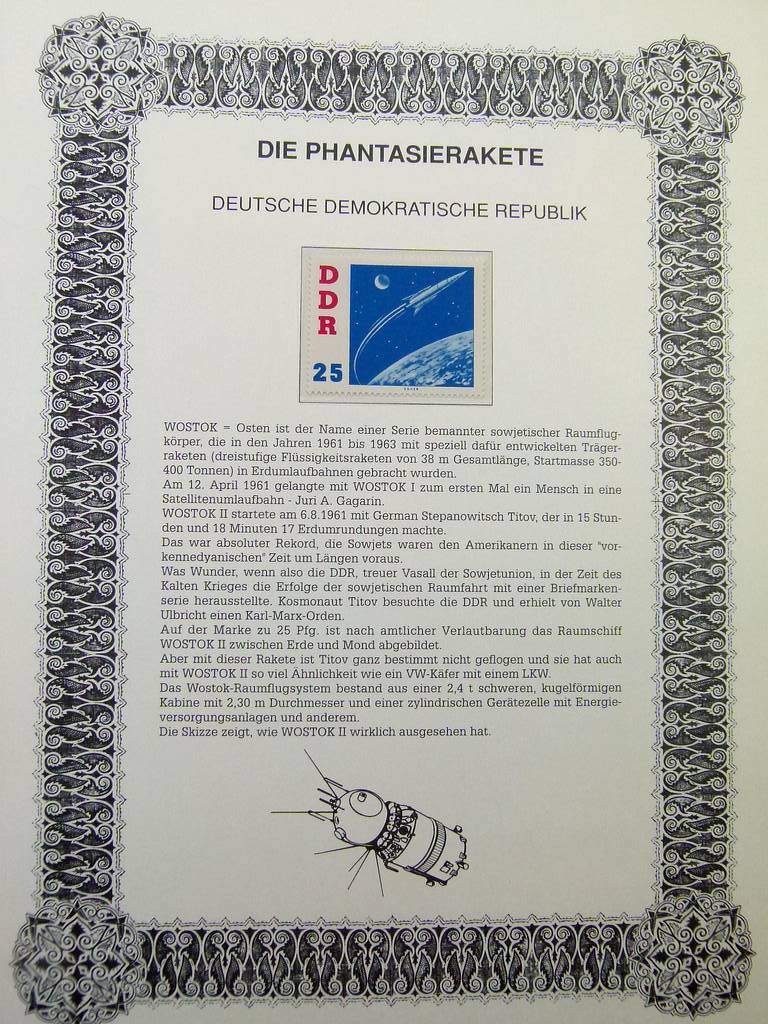 DIE PHANTASIERAKETE
DEUTSCHE DEMOKRATISCHE REPUBLIK
D
D
R
25
WOSTOK = Osten ist der Name einer Serie bemannter sowjetischer Raumflug-
körper, die in den Jahren 1961 bis 1963 mit speziell dafür entwickelten Träger-
raketen (dreistufige Flüssigkeitsraketen von 38 m Gesamtlänge, Startmasse 350-
400 Tonnen) in Erdumlaufbahnen gebracht wurden.
Am 12. April 1961 gelangte mit WOSTOK I zum ersten Mal ein Mensch in eine
Satellitenumlaufbahn - Juri A. Gagarin.
WOSTOK II startete am 6.8.1961 mit German Stepanowitsch Titov, der in 15 Stun-
den und 18 Minuten 17 Erdumrundungen machte.
Das war absoluter Rekord, die Sowjets waren den Amerikanern in dieser "vor-
kennedyanischen" Zeit um Längen voraus.
Was Wunder, wenn also die DDR, treuer Vasall der Sowjetunion, in der Zeit des
Kalten Krieges die Erfolge der sowjetischen Raumfahrt mit einer Briefmarken-
serie herausstellte. Kosmonaut Titov besuchte die DDR und erhielt von Walter
Ulbricht einen Karl-Marx-Orden.
Auf der Marke zu 25 Pfg. ist nach amtlicher Verlautbarung das Raumschiff
WOSTOK II zwischen Erde und Mond abgebildet.
Aber mit dieser Rakete ist Titov ganz bestimmt nicht geflogen und sie hat auch
mit WOSTOK II so viel Ähnlichkeit wie ein VW-Käfer mit einem LKW.
Das Wostok-Raumflugsystem bestand aus einer 2,4 t schweren, kugelförmigen
Kabine mit 2,30 m Durchmesser und einer zylindrischen Gerätezelle mit Energie-
versorgungsanlagen und anderem.
Die Skizze zeigt, wie WOSTOK II wirklich ausgesehen hat.